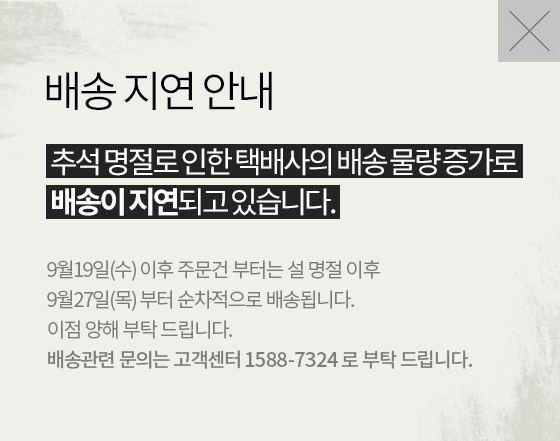 배송 지연 안내
추석 명절로 인한 택배사의 배송 물량 증가로
배송이 지연되고 있습니다.
9월19일(수) 이후 주문건 부터는 설 명절 이후
9월27일(목) 부터 순차적으로 배송됩니다.
이점 양해 부탁 드립니다.
배송관련 문의는 고객센터 1588-7324 로 부탁 드립니다.